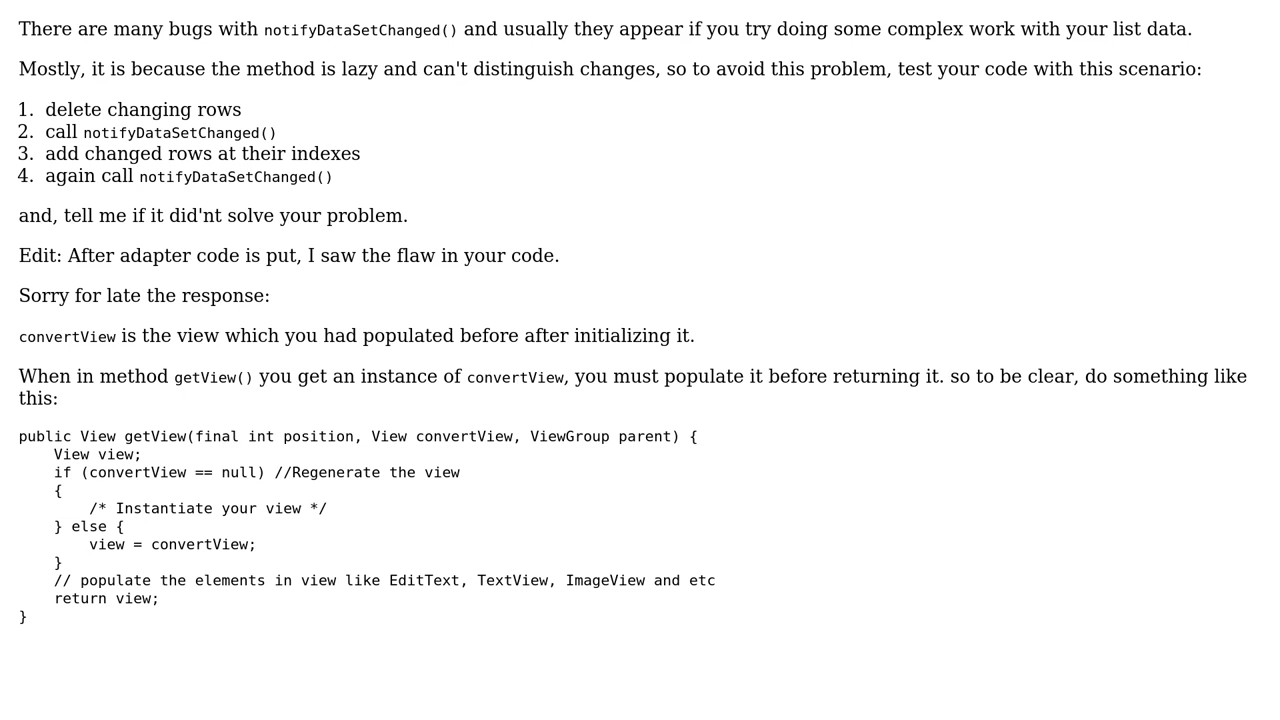 There are many bugs with notifyDataSetChanged() and usually they appear if you try doing some complex work with your list data.
Mostly, it is because the method is lazy and can't distinguish changes, so to avoid this problem, test your code with this scenario:
1. delete changing rows
2. call notifyDataSetChanged()
3. add changed rows at their indexes
4. again call notifyDataSetChanged()
and, tell me if it did'nt solve your problem.
Edit: After adapter code is put, I saw the flaw in your code.
Sorry for late the response:
convertView is the view which you had populated before after initializing it.
When in method getView() you get an instance of convertView, you must populate it before returning it. so to be clear, do something like
this:
public View getView(final int position, View convertView, ViewGroup parent) {
    View view;
    if (convertView == null) //Regenerate the view
    {
        /* Instantiate your view */
    } else {
        view = convertView;
    }
    // populate the elements in view like EditText, TextView, ImageView and etc
    return view;
}